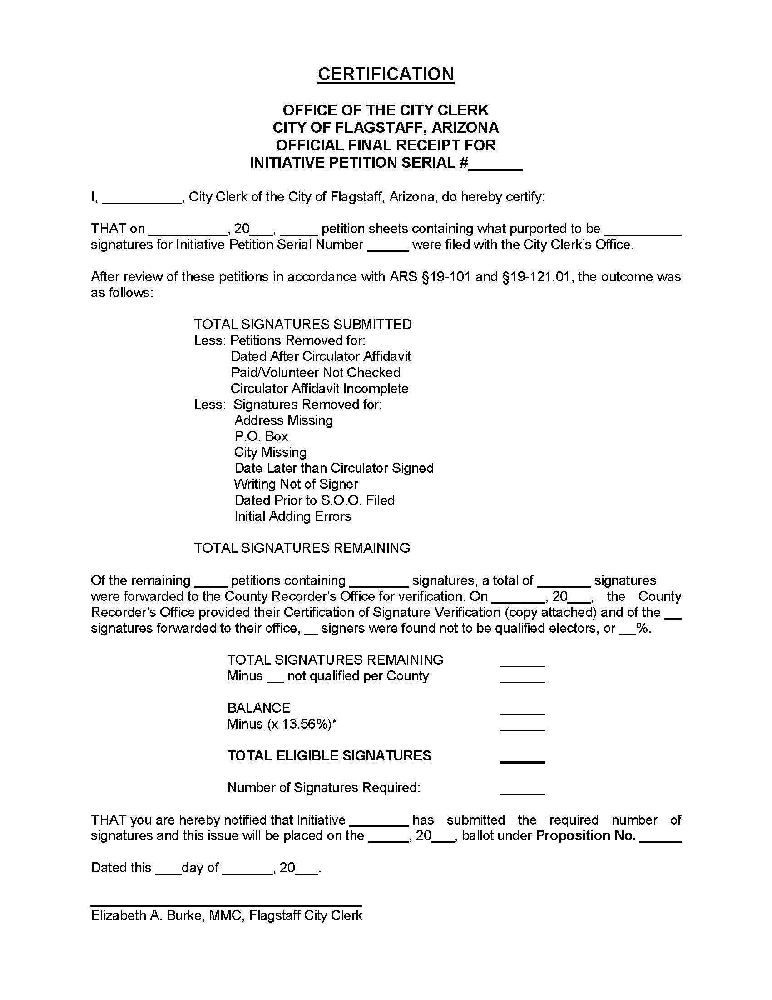 CERTIFICATION
OFFICE OF THE CITY CLERK
CITY OF FLAGSTAFF, ARIZONA
OFFICIAL FINAL RECEIPT FOR
INITIATIVE PETITION SERIAL #_______
I, ___________, City Clerk of the City of Flagstaff, Arizona, do hereby certify:
THAT on ___________, 20___, _____ petition sheets containing what purported to be __________
signatures for Initiative Petition Serial Number ______ were filed with the City Clerk’s Office.
After review of these petitions in accordance with ARS §19-101 and §19-121.01, the outcome was
as follows:
TOTAL SIGNATURES SUBMITTED
Less: Petitions Removed for:
Dated After Circulator Affidavit
Paid/Volunteer Not Checked
Circulator Affidavit Incomplete
Less: Signatures Removed for:
Address Missing
P.O. Box
City Missing
Date Later than Circulator Signed
Writing Not of Signer
Dated Prior to S.O.O. Filed
Initial Adding Errors
TOTAL SIGNATURES REMAINING
Of the remaining _____ petitions containing ________ signatures, a total of _______ signatures
were forwarded to the County Recorder’s Office for verification. On _______, 20___, the County
Recorder’s Office provided their Certification of Signature Verification (copy attached) and of the __
signatures forwarded to their office, __ signers were found not to be qualified electors, or __%.
TOTAL SIGNATURES REMAINING ______
Minus __ not qualified per County ______
BALANCE ______
Minus (x 13.56%)* ______
TOTAL ELIGIBLE SIGNATURES ______
Number of Signatures Required: ______
THAT you are hereby notified that Initiative ________ has submitted the required number of
signatures and this issue will be placed on the ______, 20___, ballot under Proposition No. ______
Dated this ____day of _______, 20___.
Elizabeth A. Burke, MMC, Flagstaff City Clerk